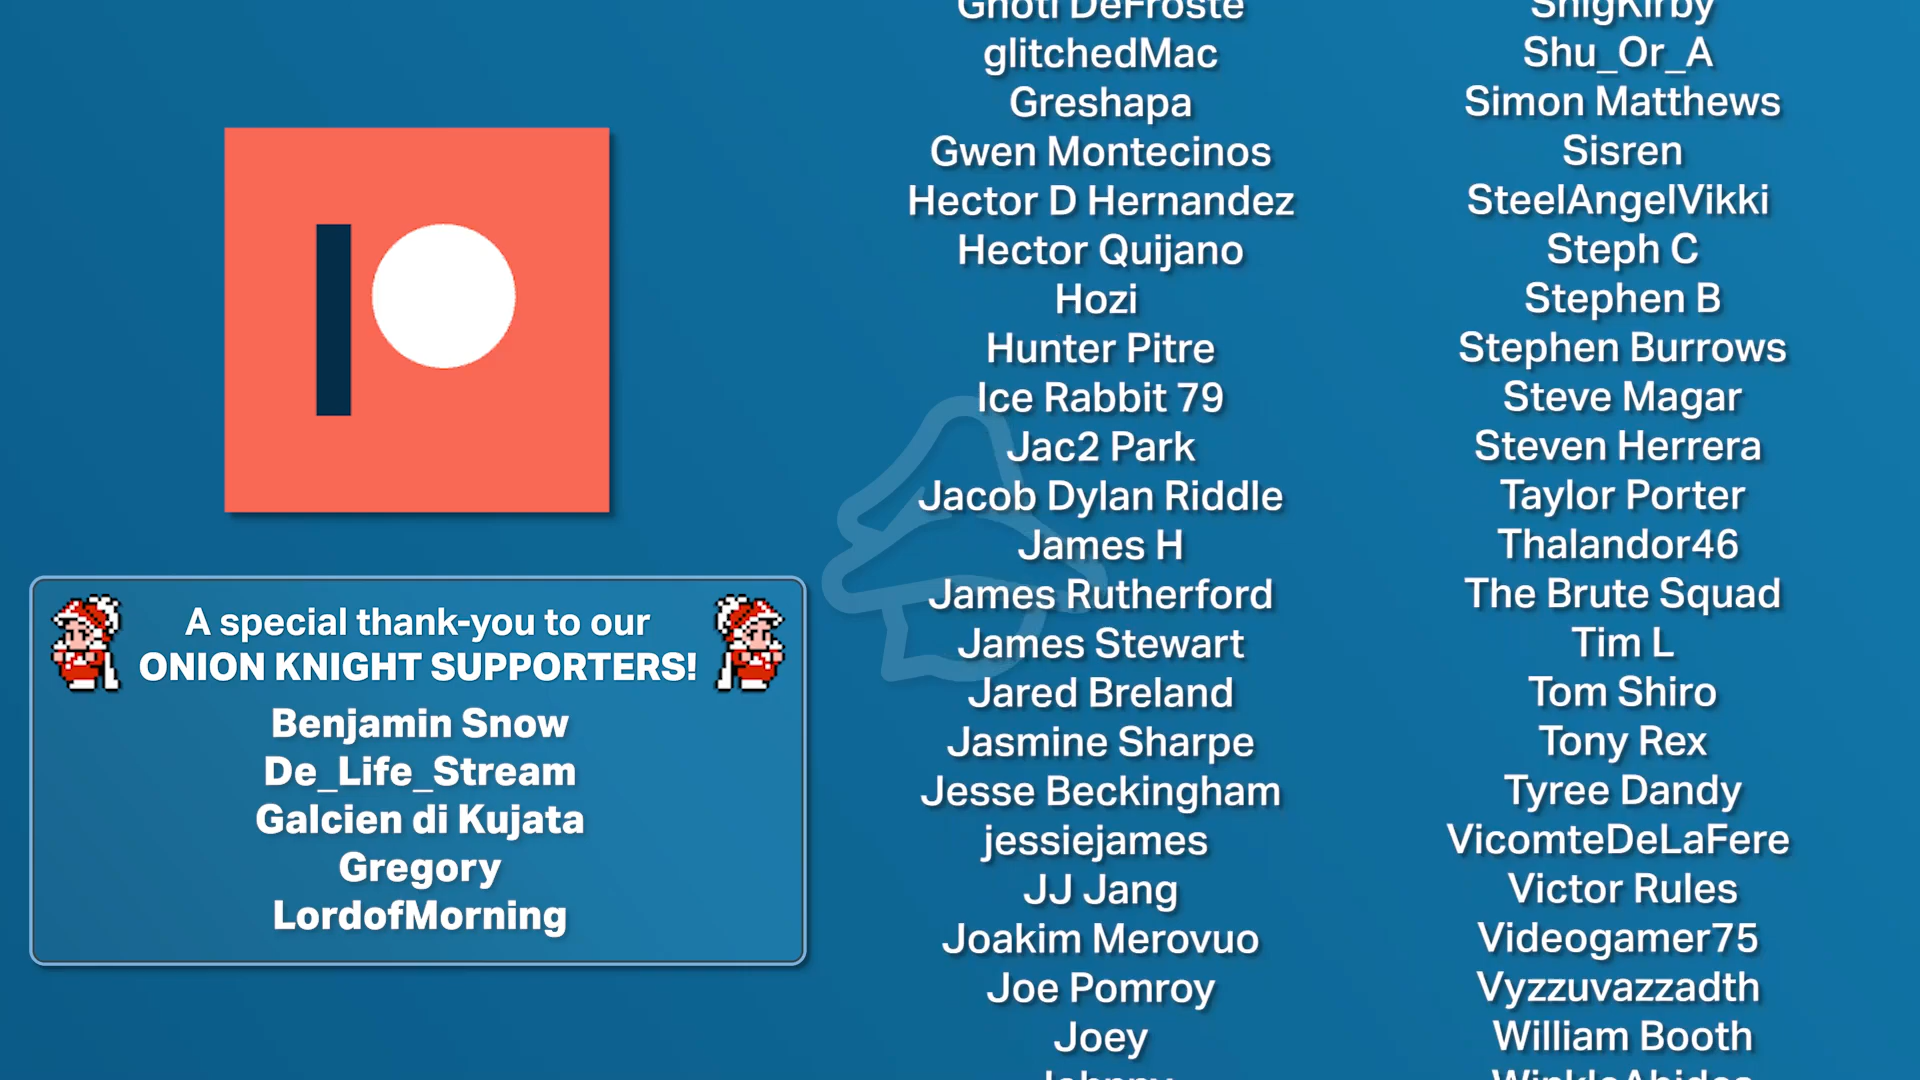 A special thank-you to our
ONION KNIGHT SUPPORTERS!
Benjamin Snow
De_Life_Stream
Galcien di Kujata
Gregory
LordofMorning
Ghoti DeFroste
glitchedMac
Greshapa
Gwen Montecinos
Hector D Hernandez
Hector Quijano
Hozi
Hunter Pitre
Ice Rabbit 79
Jac2 Park
Jacob Dylan Riddle
James H
James Rutherford
James Stewart
Jared Breland
Jasmine Sharpe
Jesse Beckingham
jessiejames
JJ Jang
Joakim Merovuo
Joe Pomroy
Joey
ShigKirby
Shu_Or_A
Simon Matthews
Sisren
SteelAngelVikki
Steph C
Stephen B
Stephen Burrows
Steve Magar
Steven Herrera
Taylor Porter
Thalandor46
The Brute Squad
Tim L
Tom Shiro
Tony Rex
Tyree Dandy
VicomteDeLaFere
Victor Rules
Videogamer75
Vyzzuvazzadth
William Booth